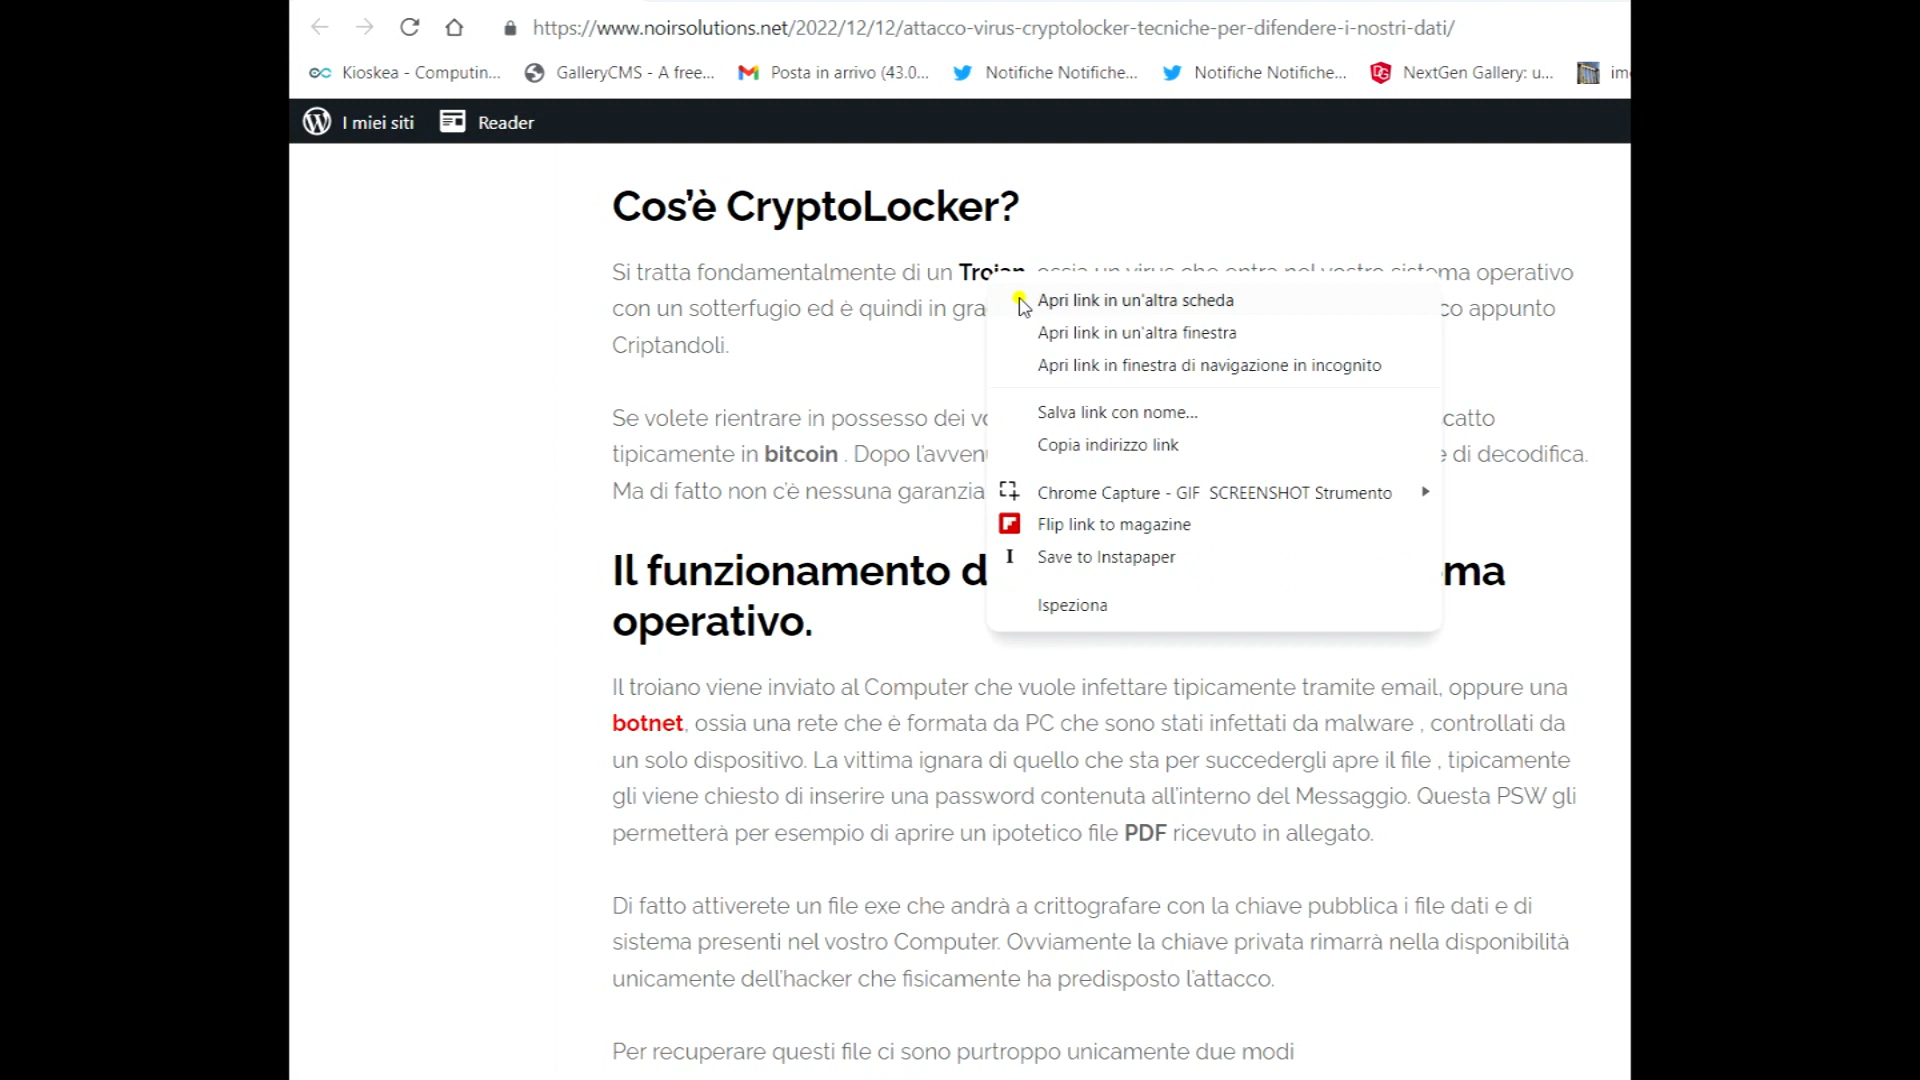 https://www.noirsolutions.net/2022/12/12/attacco-virus-cryptolocker-tecniche-per-difendere-i-nostri-dati/
Kioskea - Computin... GalleryCMS - A free... Posta in arrivo (43.0... Notifiche Notifiche... Notifiche Notifiche... NextGen Gallery: u... im
I miei siti Reader
Cos'è CryptoLocker?
Si tratta fondamentalmente di un Trojan, ossia un virus che entra nel vostro sistema operativo
con un sotterfugio ed è quindi in gra co appunto
Criptandoli.
Se volete rientrare in possesso dei vo catto
tipicamente in bitcoin . Dopo l'avven e di decodifica.
Ma di fatto non c'è nessuna garanzia
Apri link in un'altra scheda
Apri link in un'altra finestra
Apri link in finestra di navigazione in incognito
Salva link con nome...
Copia indirizzo link
Chrome Capture - GIF SCREENSHOT Strumento
Flip link to magazine
Save to Instapaper
Ispeziona
Il funzionamento d ma
operativo.
Il troiano viene inviato al Computer che vuole infettare tipicamente tramite email, oppure una
botnet, ossia una rete che è formata da PC che sono stati infettati da malware , controllati da
un solo dispositivo. La vittima ignara di quello che sta per succedergli apre il file , tipicamente
gli viene chiesto di inserire una password contenuta all'interno del Messaggio. Questa PSW gli
permetterà per esempio di aprire un ipotetico file PDF ricevuto in allegato.
Di fatto attiverete un file exe che andrà a crittografare con la chiave pubblica i file dati e di
sistema presenti nel vostro Computer. Ovviamente la chiave privata rimarrà nella disponibilità
unicamente dell'hacker che fisicamente ha predisposto l'attacco.
Per recuperare questi file ci sono purtroppo unicamente due modi